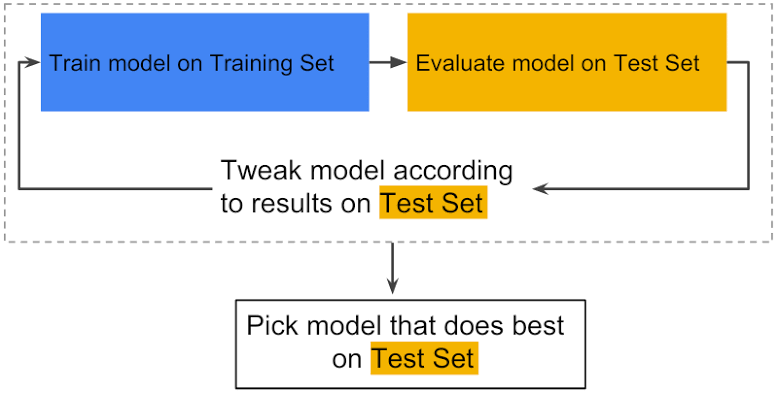 Train model on Training Set
Evaluate model on Test Set
Tweak model according
to results on Test Set
Pick model that does best
on Test Set